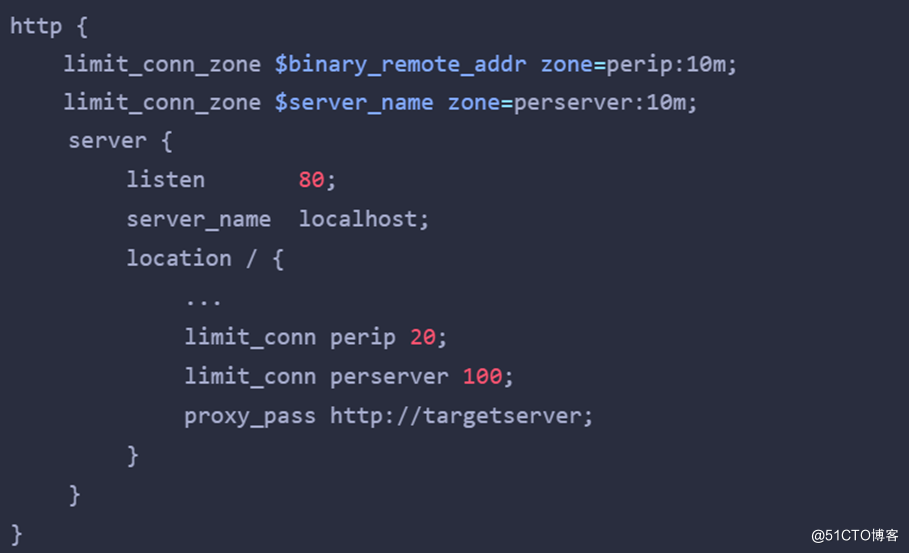 http {
    limit_conn_zone $binary_remote_addr zone=perip:10m;
    limit_conn_zone $server_name zone=perserver:10m;
    server {
        listen       80;
        server_name  localhost;
        location / {
            ...
            limit_conn perip 20;
            limit_conn perserver 100;
            proxy_pass http://targetserver;
        }
    }
}
@51CTO博客